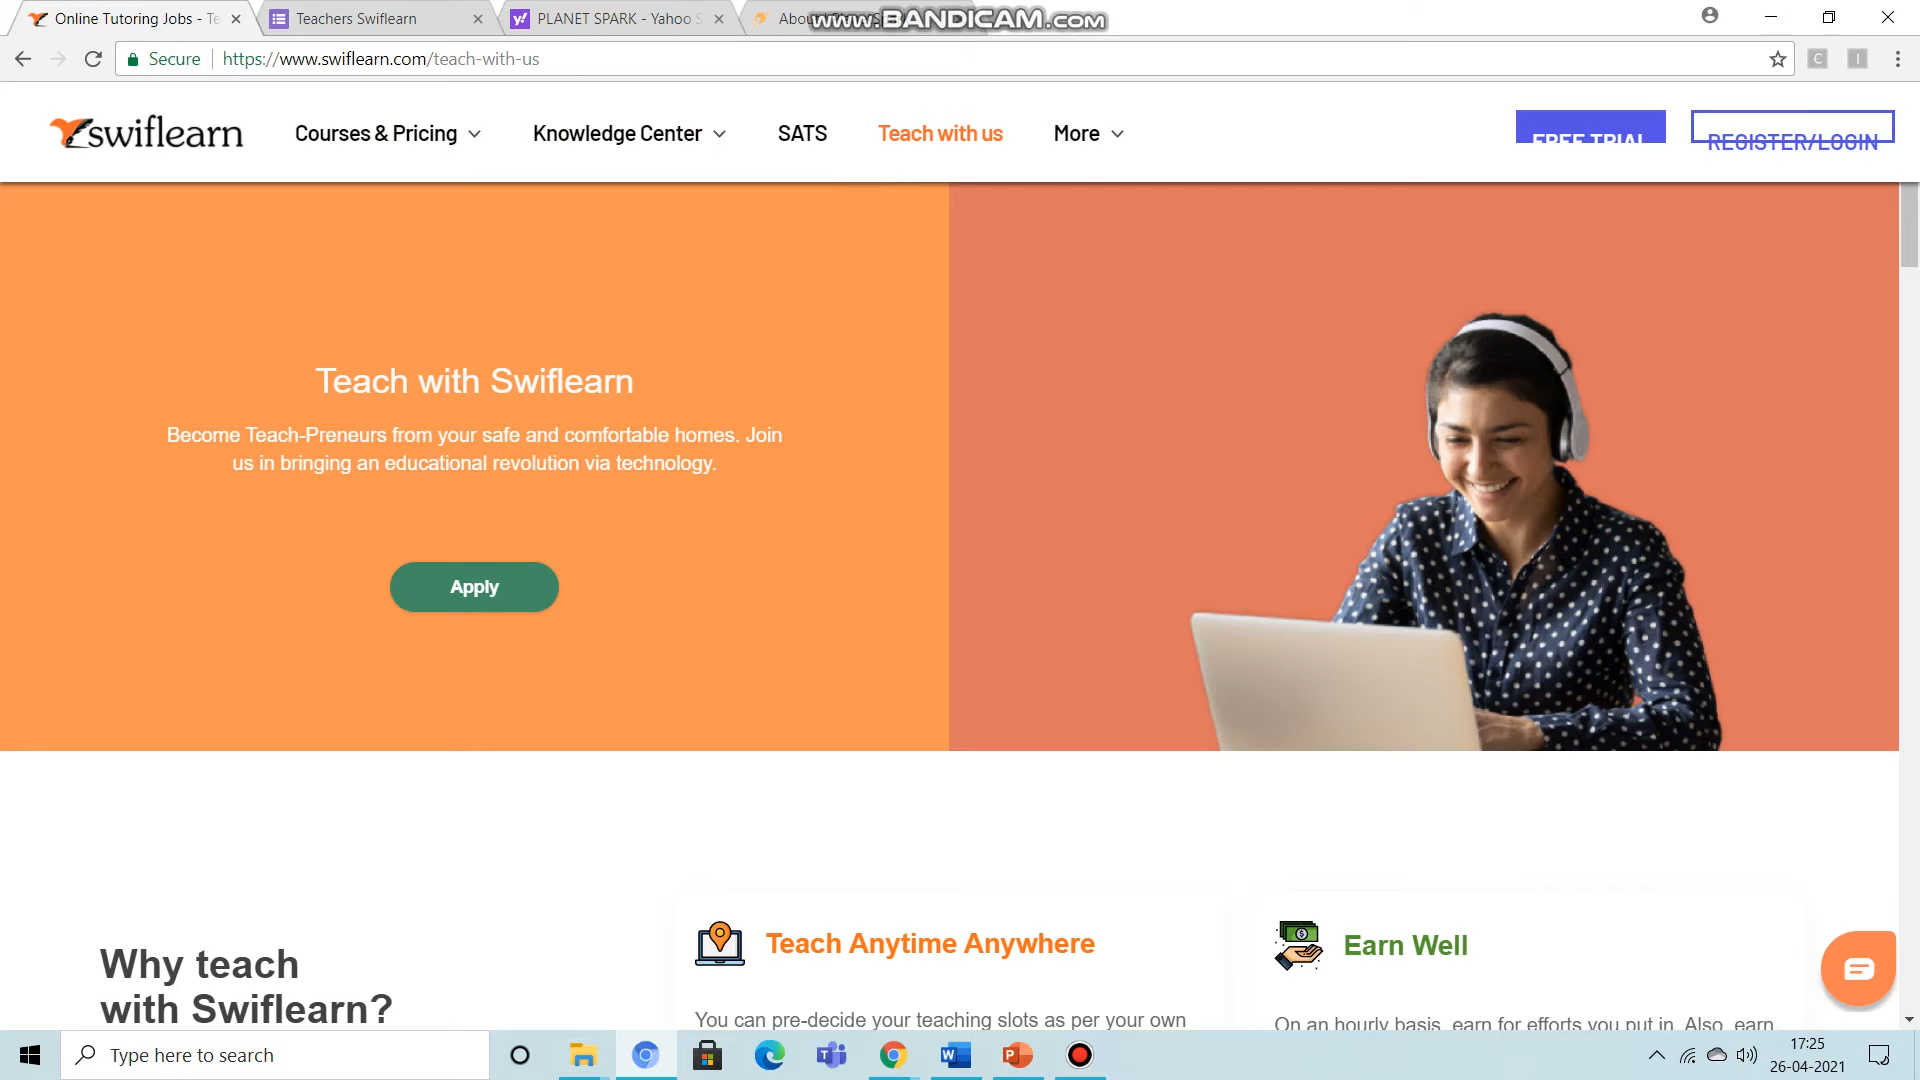 Online Tutoring Jobs - Te
Teachers Swiflearn
PLANET SPARK - Yahoo S
www.BANDICAM.com
Secure
https://www.swiflearn.com/teach-with-us
swiflearn
Courses & Pricing
Knowledge Center
SATS
Teach with us
More
FREE TRIAL
REGISTER/LOGIN
Teach with Swiflearn
Become Teach-Preneurs from your safe and comfortable homes. Join
us in bringing an educational revolution via technology.
Apply
Why teach
with Swiflearn?
Teach Anytime Anywhere
You can pre-decide your teaching slots as per your own
Earn Well
On an hourly basis, earn for efforts you put in. Also, earn
Type here to search
17:25
26-04-2021